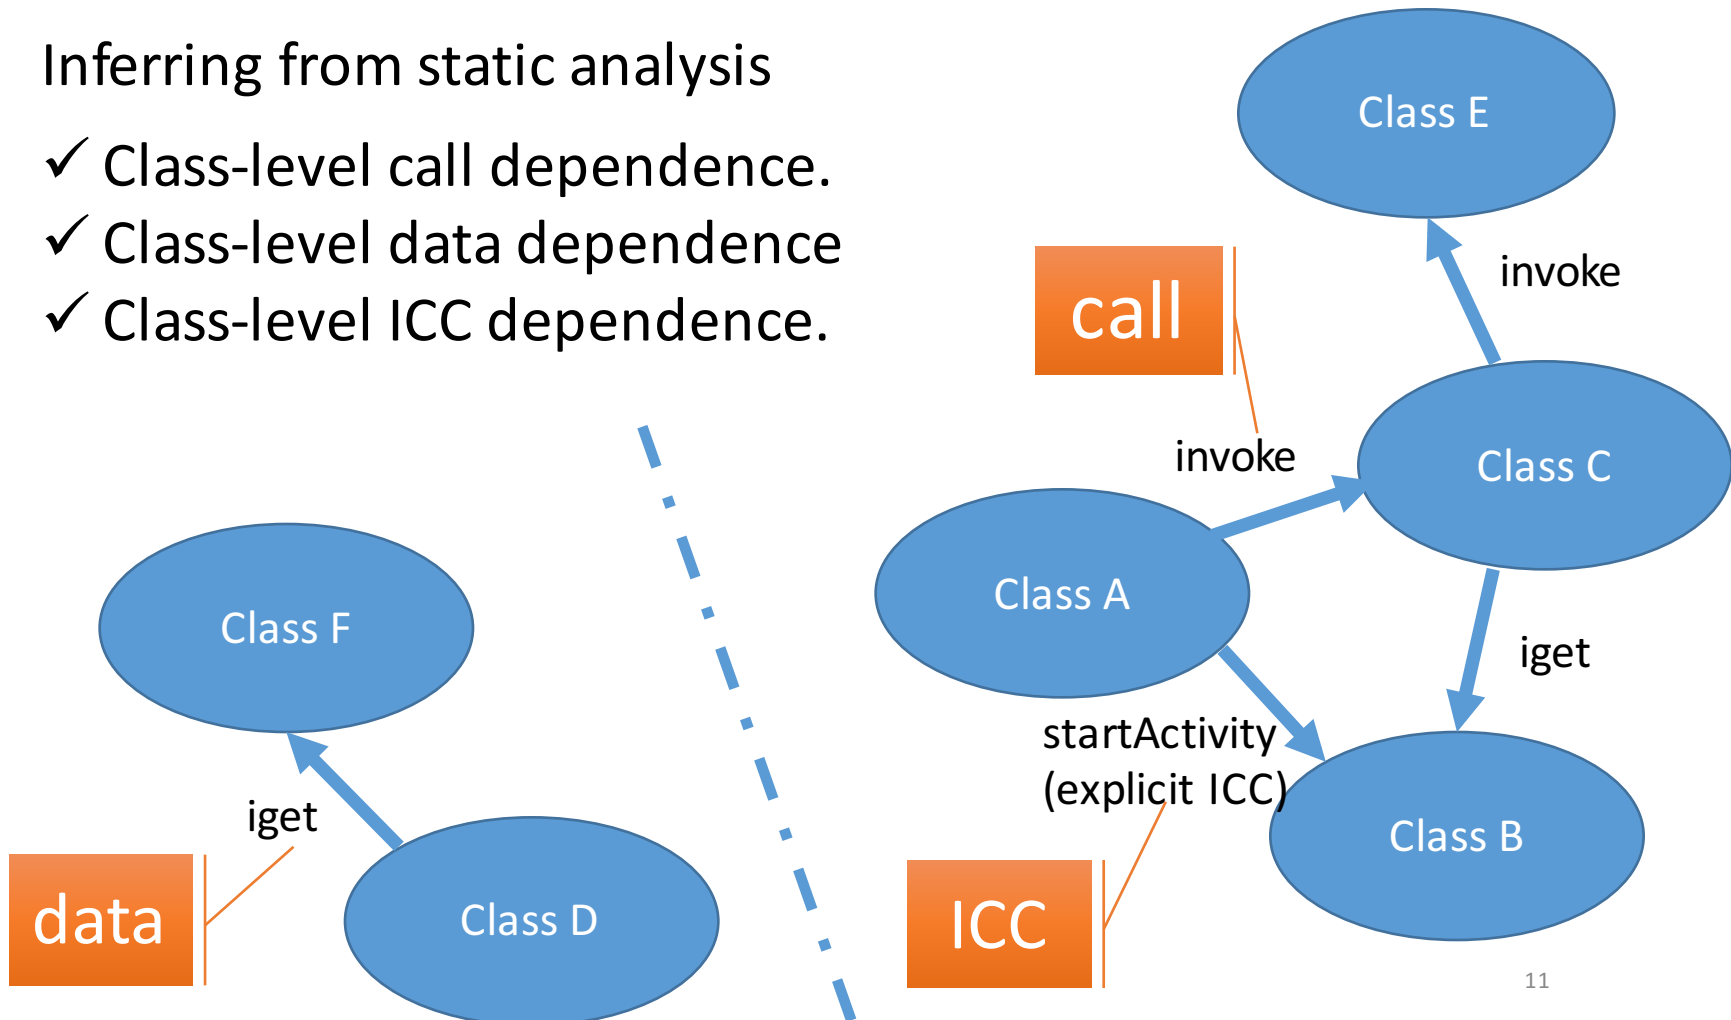 Inferring from static analysis
✓ Class-level call dependence.
✓ Class-level data dependence
✓ Class-level ICC dependence.
Class E
invoke
call
invoke
Class C
Class A
iget
startActivity
(explicit ICC)
Class B
ICC
Class F
iget
data
Class D
11